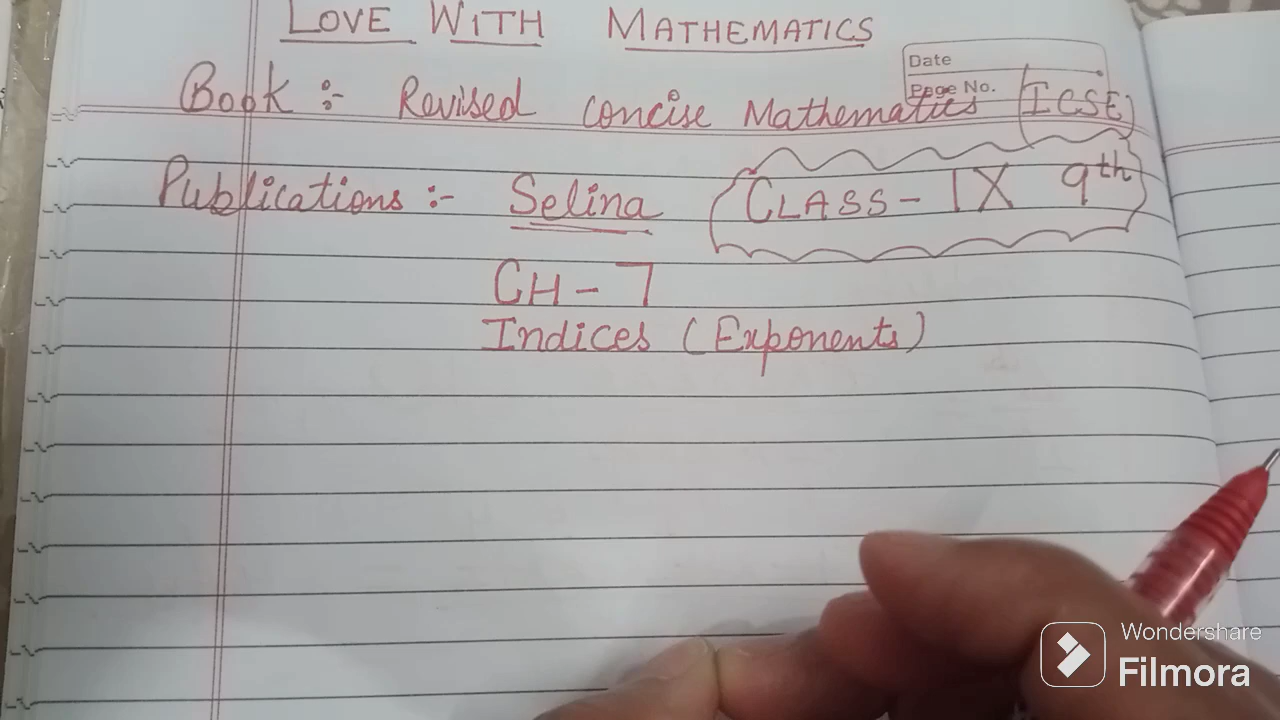 LOVE WITH MATHEMATICS
Date
Page No.
Book :- Revised Concise Mathematics (ICSE)
Publications :- Selina CLASS - IX 9th
CH - 7
Indices (Exponents)
Wondershare
Filmora